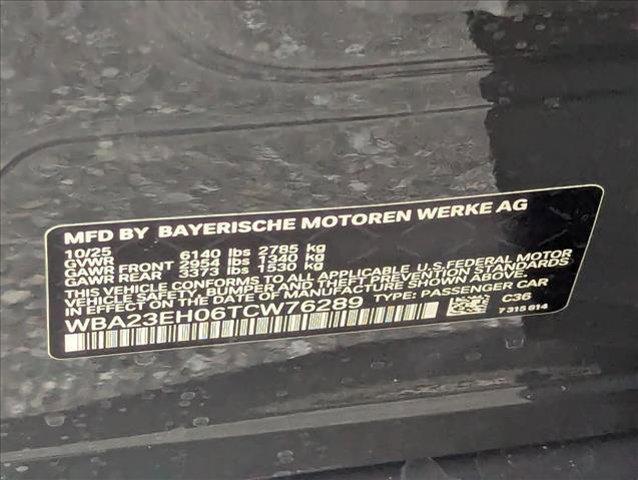 MFD BY BAYERISCHE MOTOREN WERKE AG
10/25 6140 lbs 2785 kg
GVWR
GAWR FRONT 2954 lbs 1340 kg
GAWR REAR 3373 lbs 1530 kg
THIS VEHICLE CONFORMS TO ALL APPLICABLE U.S.FEDERAL MOTOR
VEHICLE SAFETY, BUMPER AND THEFT PREVENTION STANDARDS
IN EFFECT ON THE DATE OF MANUFACTURE SHOWN ABOVE.
WBA23EH06TCW76289 TYPE: PASSENGER CAR
C36
7 315 614